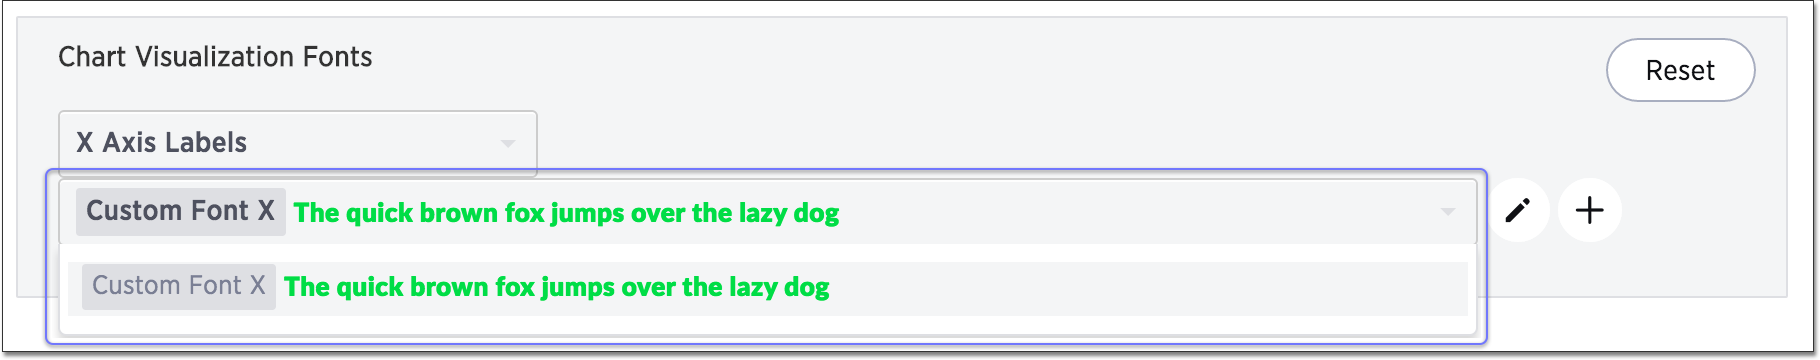 Chart Visualization Fonts
Reset
X Axis Labels
Custom Font X The quick brown fox jumps over the lazy dog
Custom Font X The quick brown fox jumps over the lazy dog